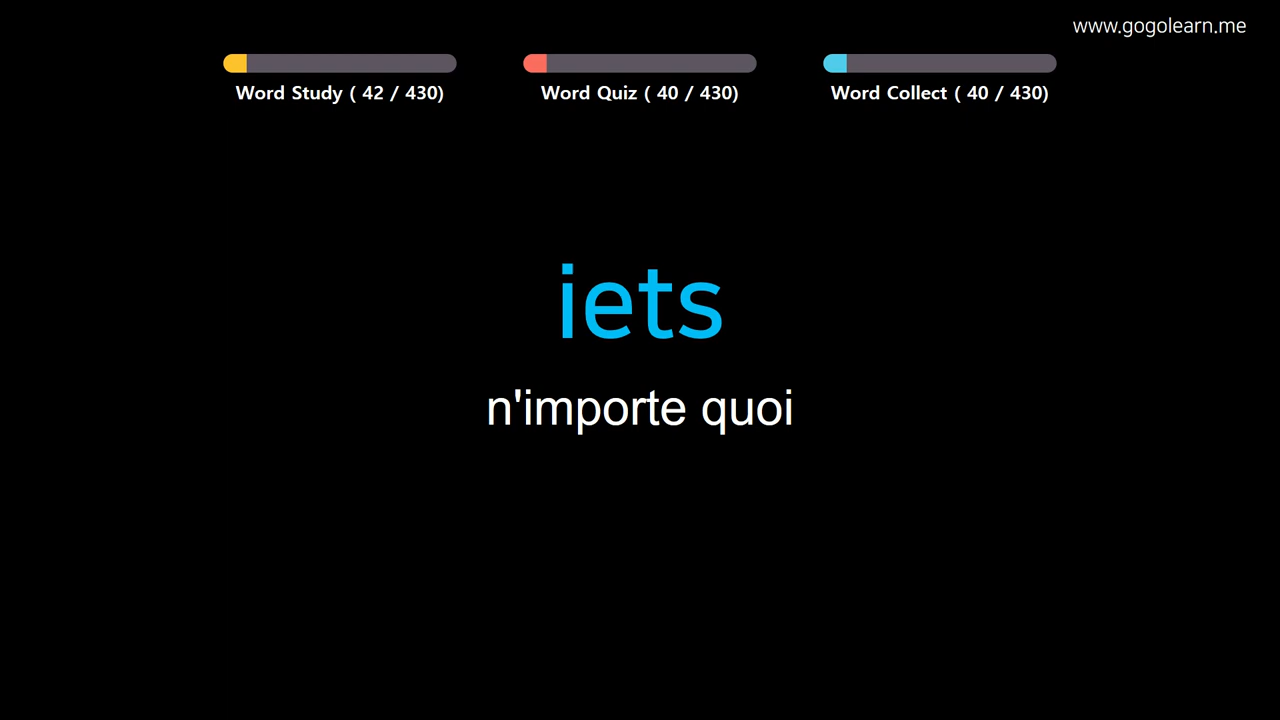 www.gogolearn.me
Word Study ( 42 / 430)
Word Quiz ( 40 / 430)
Word Collect ( 40 / 430)
iets
n'importe quoi